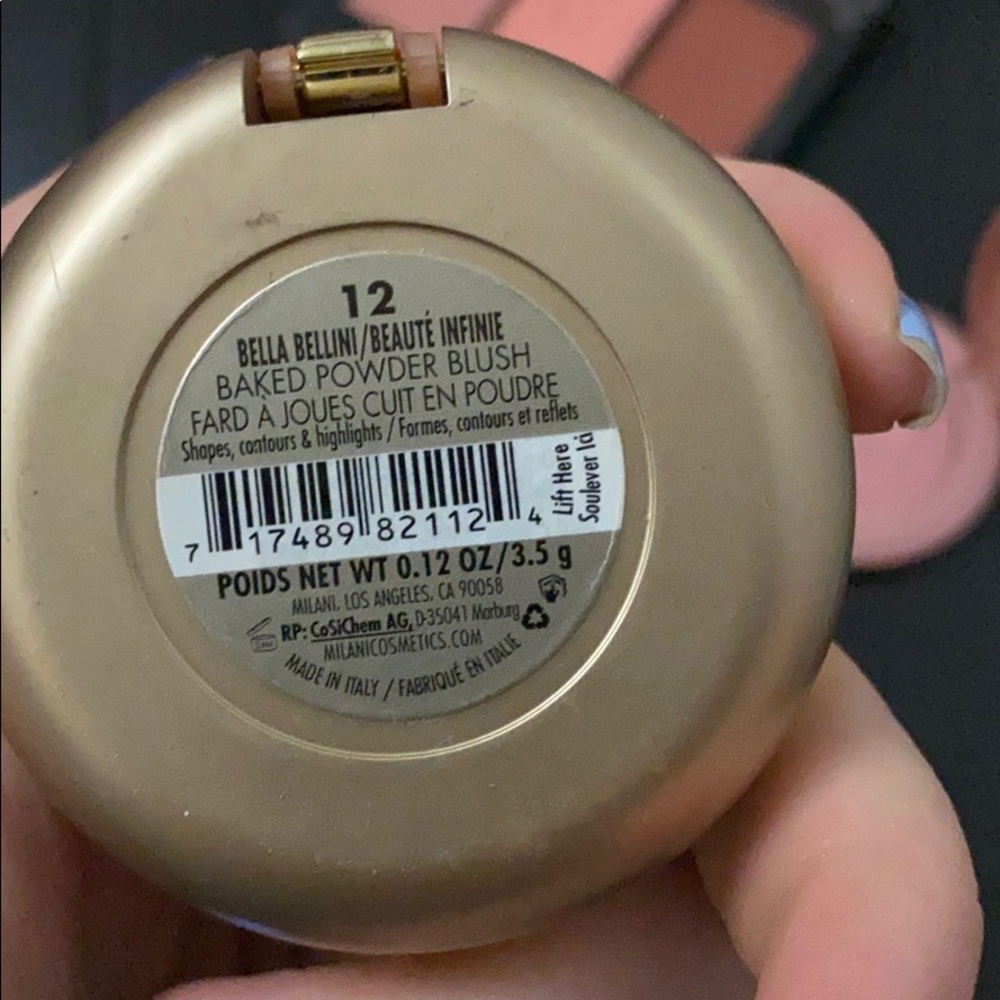 12
BELLA BELLINI/BEAUTÉ INFINIE
BAKED POWDER BLUSH
FARD À JOUES CUIT EN POUDRE
Shapes, contours & highlights / Formes, contours et reflets
Lift Here
Soulever Ici
7 17489 82112 4
POIDS NET WT 0.12 OZ/3.5 g
MILANI, LOS ANGELES, CA 90058
RP: CoSiChem AG, D-35041 Marburg
MILANICOSMETICS.COM
MADE IN ITALY / FABRIQUÉ EN ITALIE